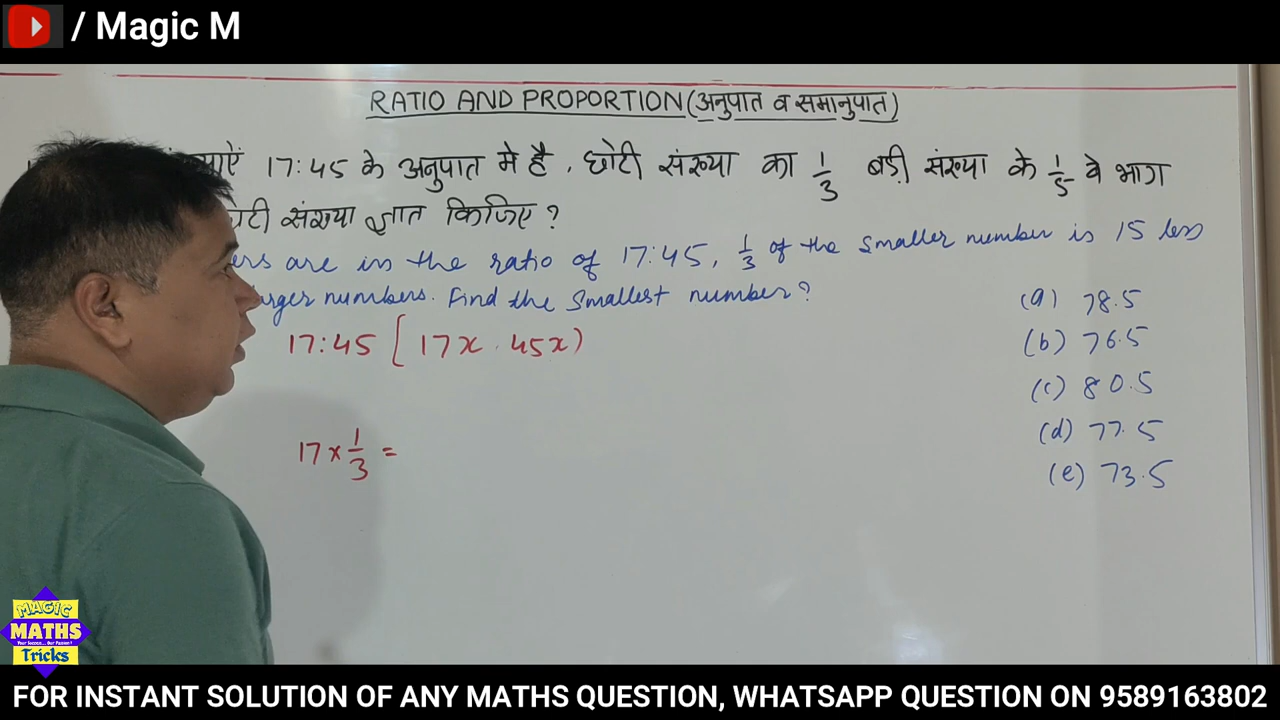 / Magic M
RATIO AND PROPORTION (अनुपात व समानुपात)
17:45 के अनुपात मे है, छोटी संख्या का 1/3 बड़ी संख्या के 1/5 वे भाग
संख्या ज्ञात किजिए?
are in the ratio of 17:45, 1/3 of the smaller number is 15 less
numbers. Find the smallest number?
(a) 78.5
17:45 [17x 45x)
(b) 76.5
(c) 80.5
(d) 77.5
17 x 1/3 =
(e) 73.5
MAGIC
MATHS
Tricks
FOR INSTANT SOLUTION OF ANY MATHS QUESTION, WHATSAPP QUESTION ON 9589163802